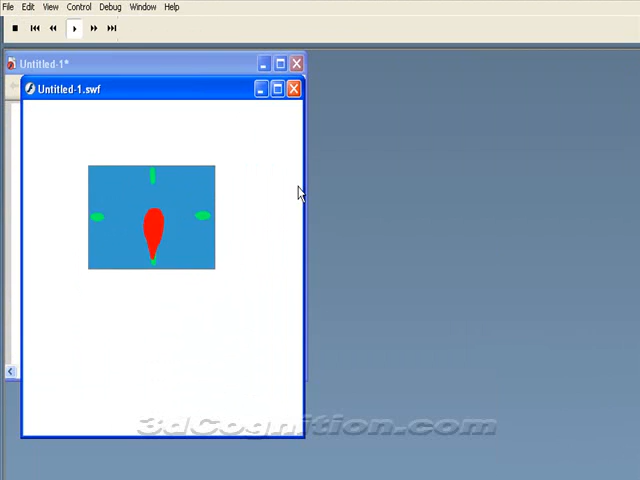 File Edit View Control Debug Window Help
Untitled-1*
Untitled-1.swf
3dCognition.com